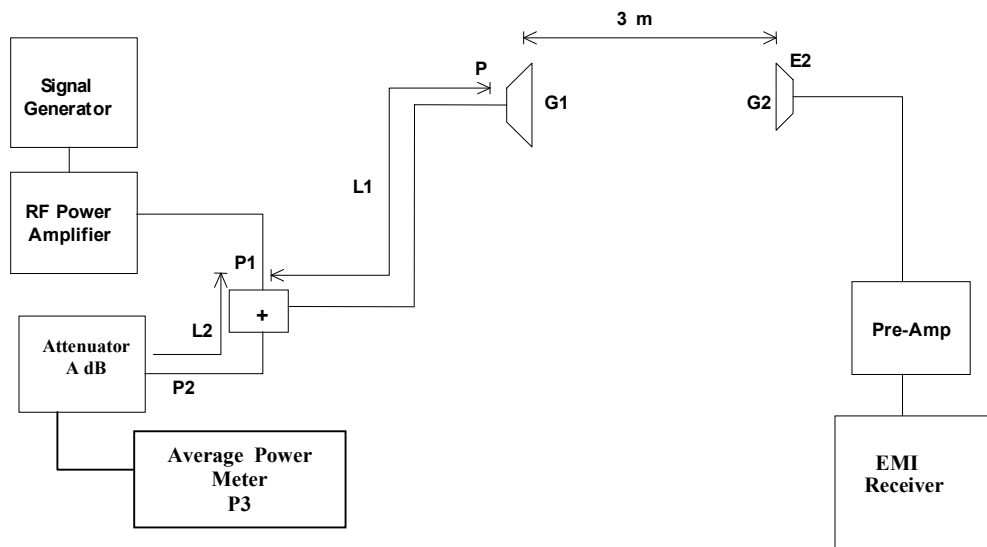 3 m
Signal
Generator
P
G1
E2
G2
L1
RF Power
Amplifier
P1
+
L2
Attenuator
A dB
P2
Pre-Amp
Average Power
Meter
P3
EMI
Receiver